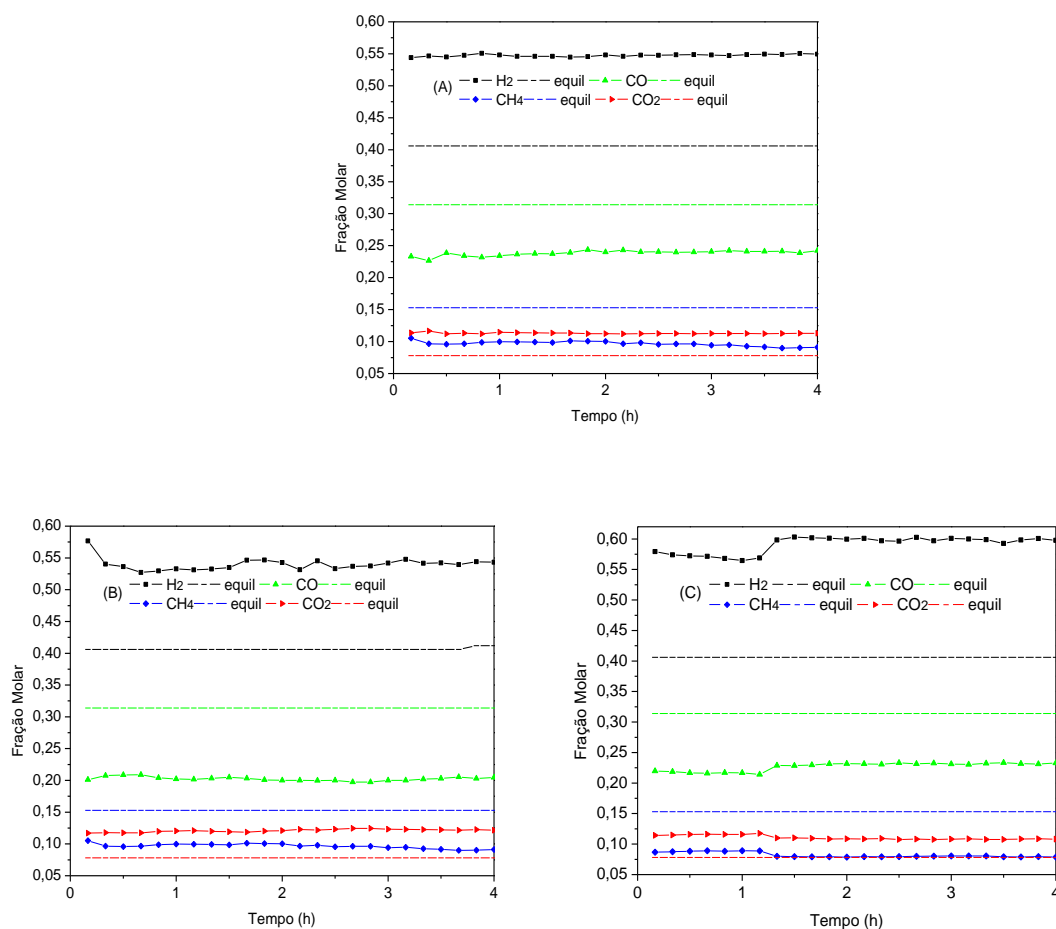 0,60
0,55
0,50
0,45
0,40
0,35
0,30
0,25
0,20
0,15
0,10
0,05
Fração Molar
(A)
H2 equil CO equil
CH4 equil CO2 equil
0 1 2 3 4
Tempo (h)
0,60
0,55
0,50
0,45
0,40
0,35
0,30
0,25
0,20
0,15
0,10
0,05
Fração Molar
(B)
H2 equil CO equil
CH4 equil CO2 equil
0 1 2 3 4
Tempo (h)
0,60
0,55
0,50
0,45
0,40
0,35
0,30
0,25
0,20
0,15
0,10
0,05
Fração Molar
(C)
H2 equil CO equil
CH4 equil CO2 equil
0 1 2 3 4
Tempo (h)